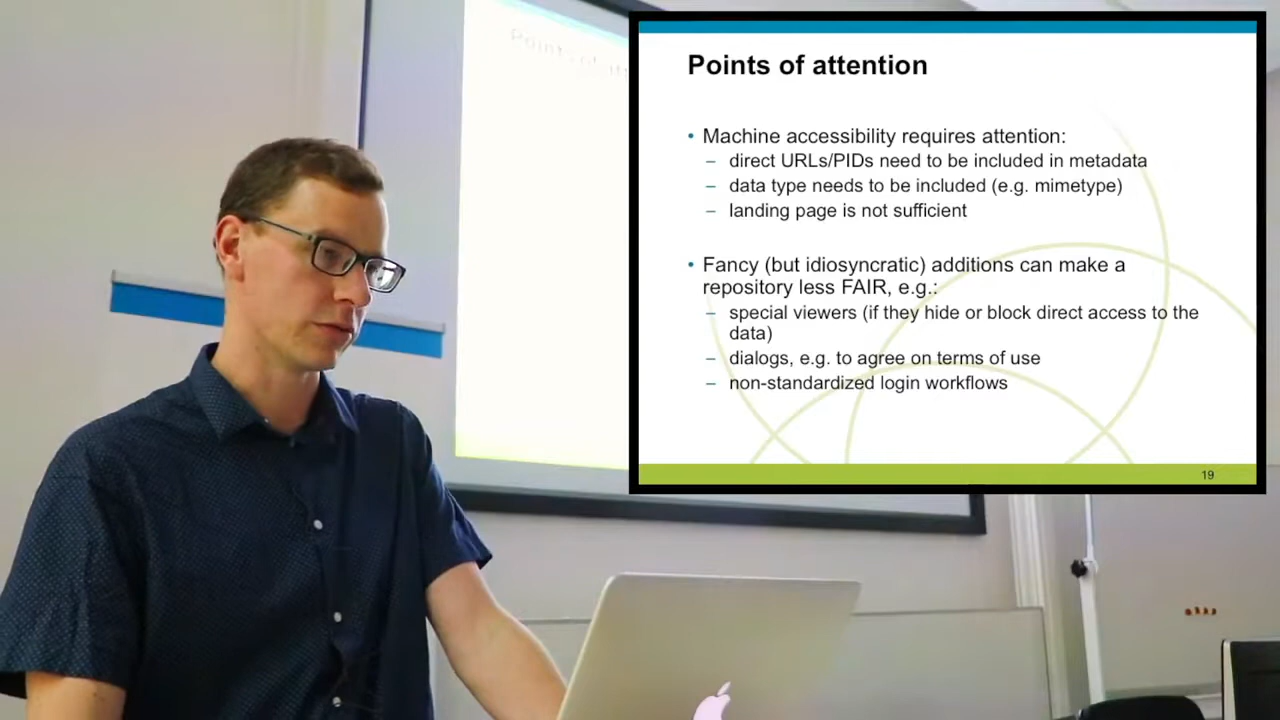 Points of attention
• Machine accessibility requires attention:
– direct URLs/PIDs need to be included in metadata
– data type needs to be included (e.g. mimetype)
– landing page is not sufficient
• Fancy (but idiosyncratic) additions can make a
repository less FAIR, e.g.:
– special viewers (if they hide or block direct access to the
data)
– dialogs, e.g. to agree on terms of use
– non-standardized login workflows
19
Points of